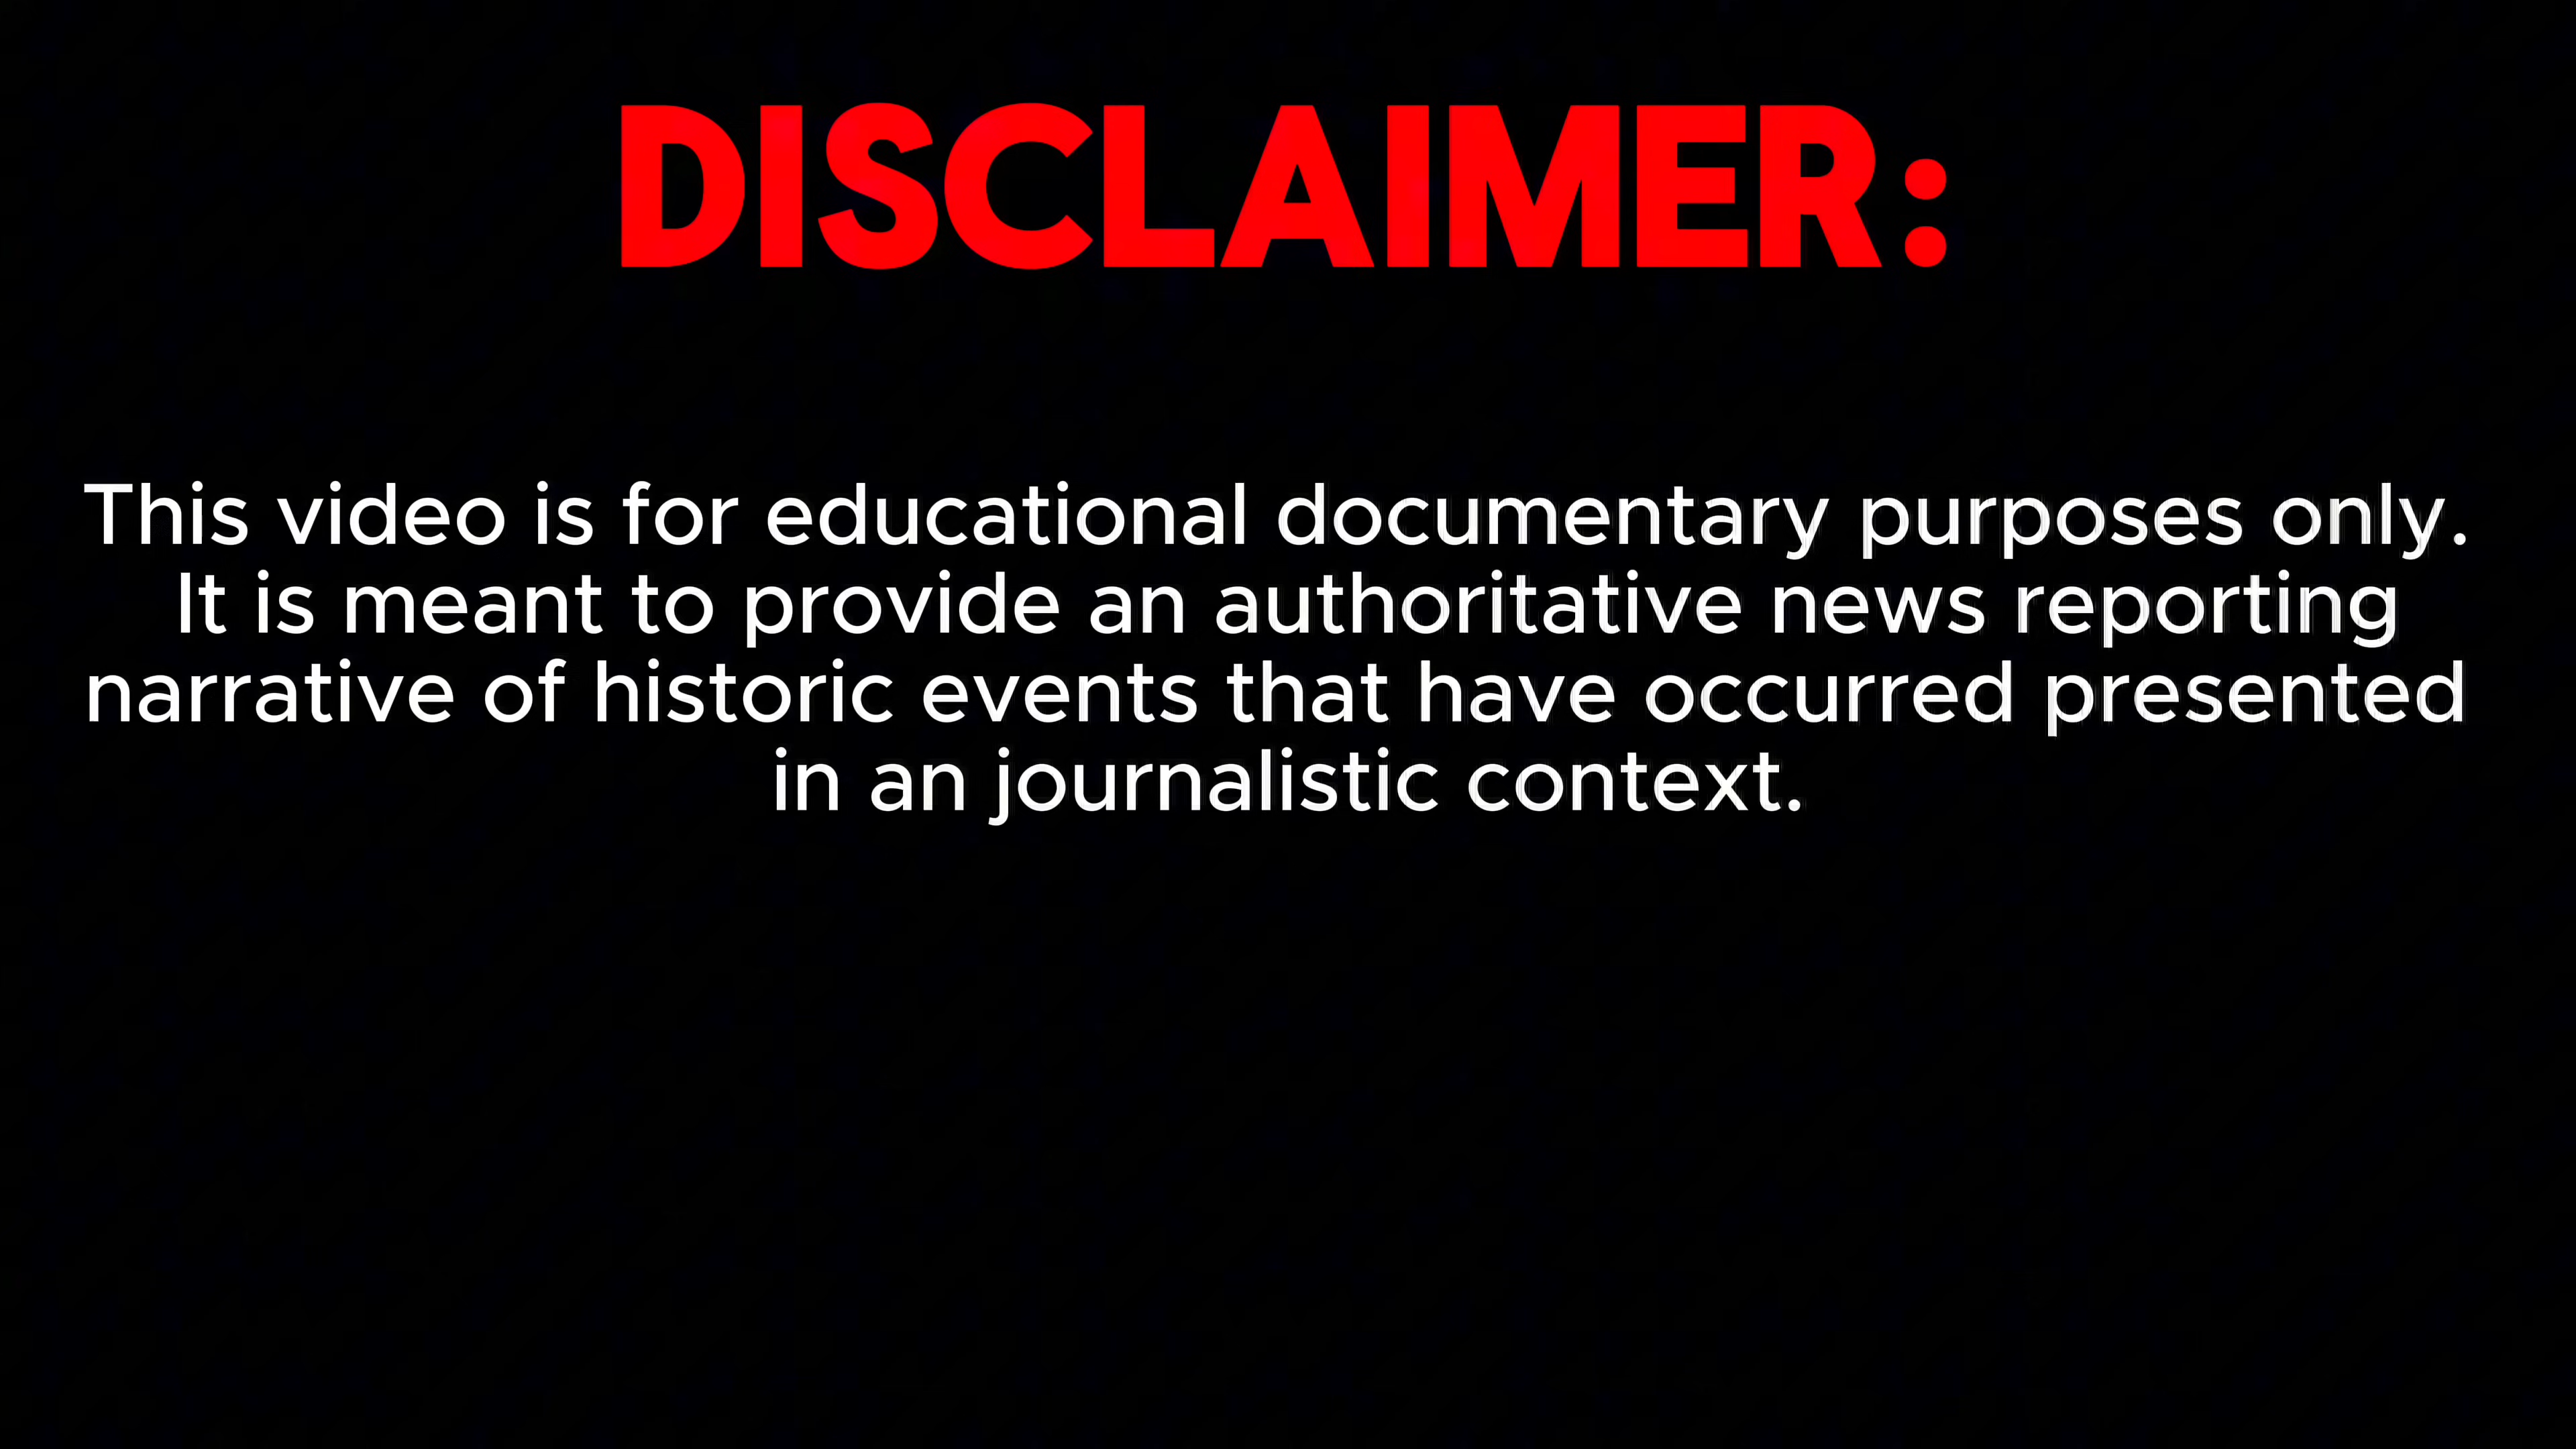 DISCLAIMER:
This video is for educational documentary purposes only.
It is meant to provide an authoritative news reporting
narrative of historic events that have occurred presented
in an journalistic context.